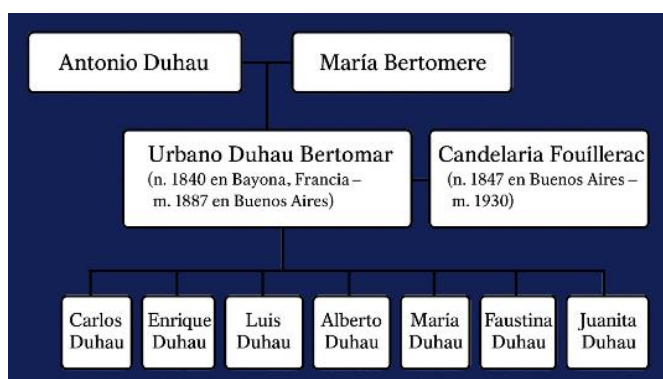 Antonio Duhau
María Bertomere
Urbano Duhau Bertomar
(n. 1840 en Bayona, Francia –
m. 1887 en Buenos Aires)
Candelaria Fouíllerac
(n. 1847 en Buenos Aires –
m. 1930)
Carlos
Duhau
Enrique
Duhau
Luis
Duhau
Alberto
Duhau
María
Duhau
Faustina
Duhau
Juanita
Duhau